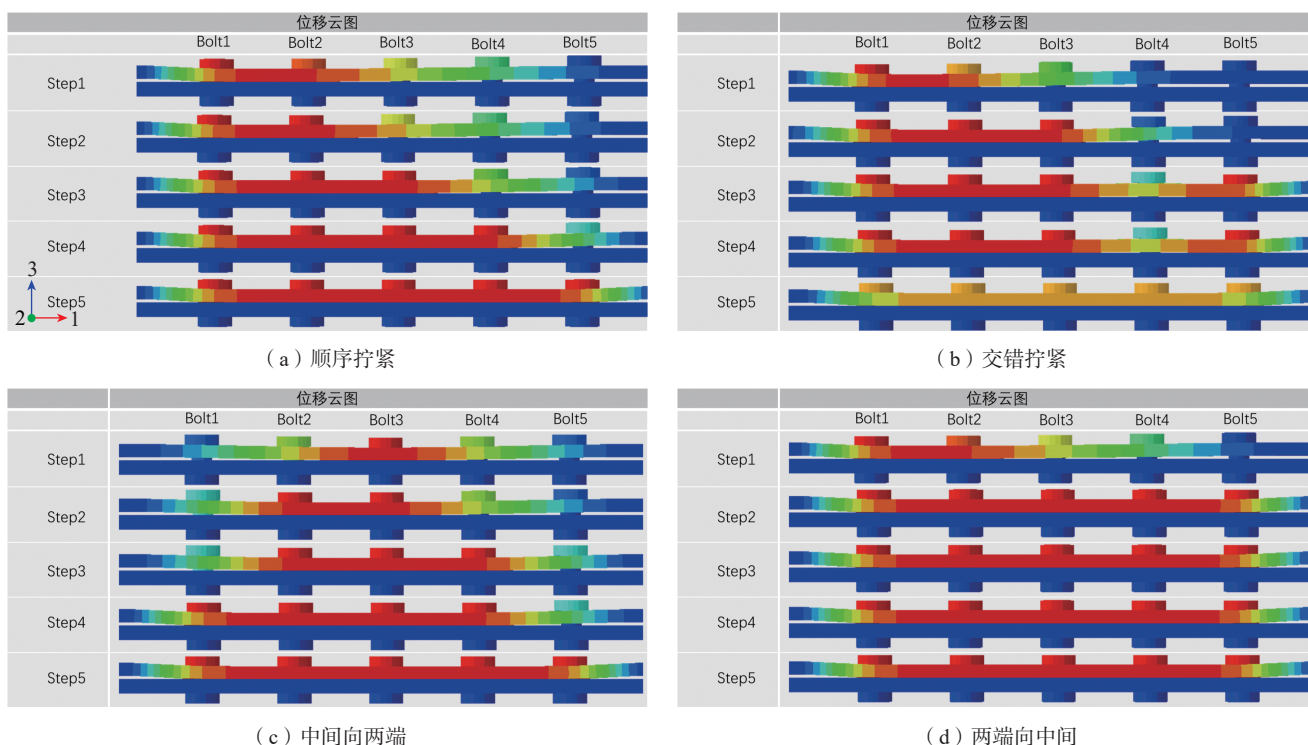 位移云图
Bolt1 Bolt2 Bolt3 Bolt4 Bolt5
Step1
Step2
Step3
Step4
Step5
3
2
1
（a）顺序拧紧
位移云图
Bolt1 Bolt2 Bolt3 Bolt4 Bolt5
Step1
Step2
Step3
Step4
Step5
（b）交错拧紧
位移云图
Bolt1 Bolt2 Bolt3 Bolt4 Bolt5
Step1
Step2
Step3
Step4
Step5
（c）中间向两端
位移云图
Bolt1 Bolt2 Bolt3 Bolt4 Bolt5
Step1
Step2
Step3
Step4
Step5
（d）两端向中间